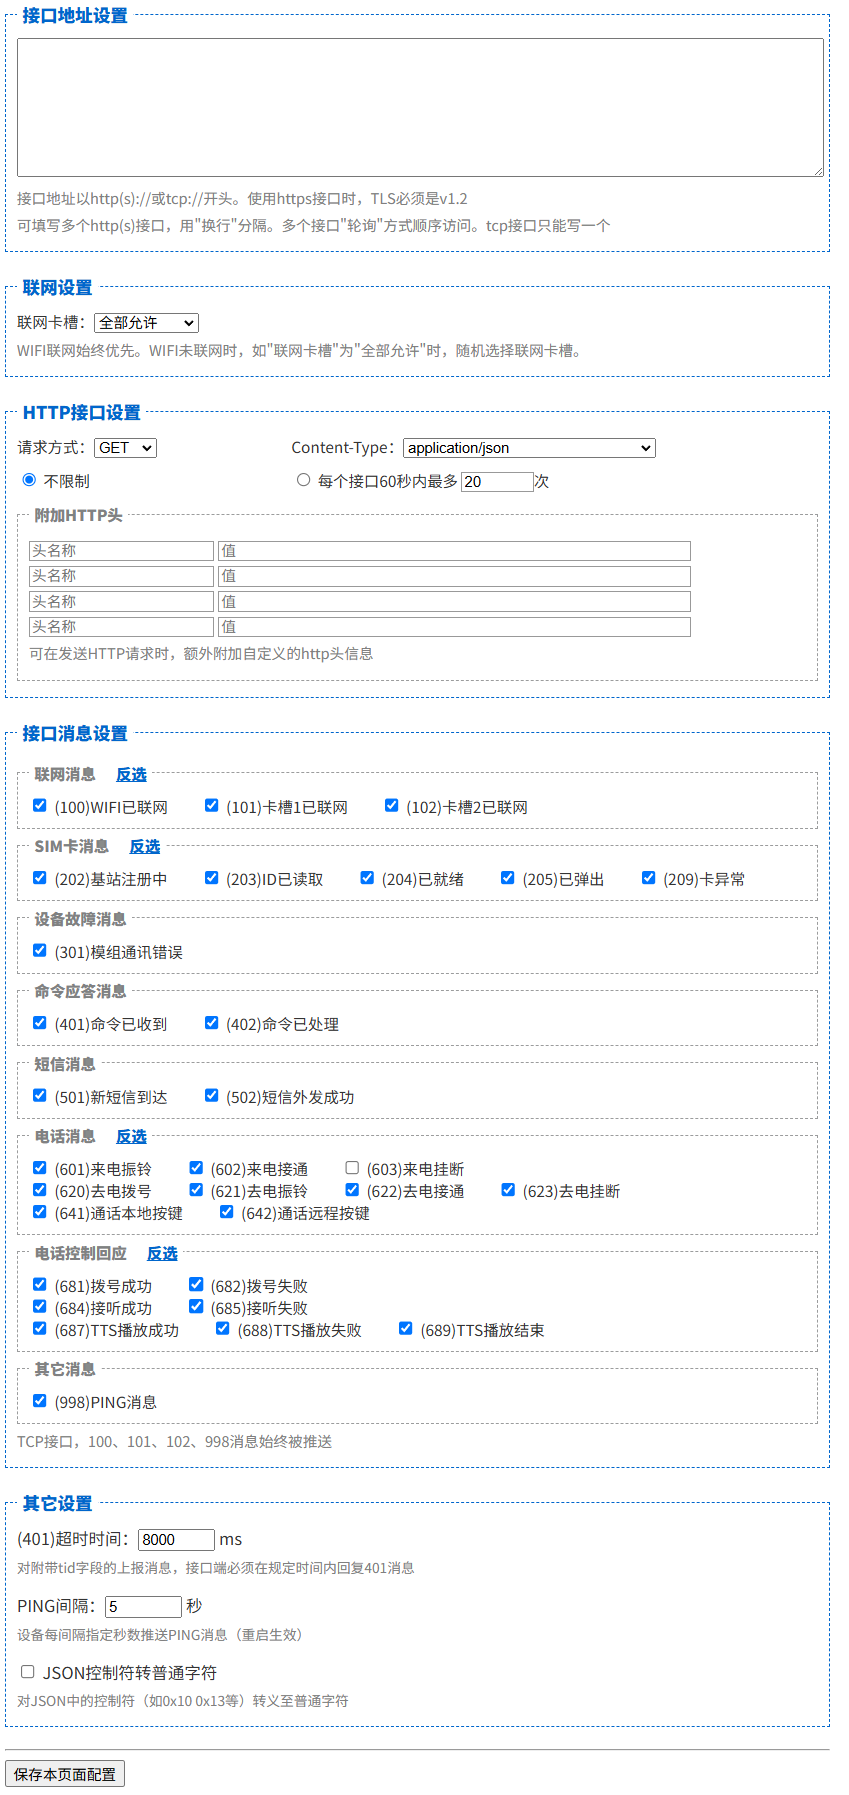 接口地址设置
接口地址以http(s)://或tcp://开头。使用https接口时，TLS必须是v1.2
可填写多个http(s)接口，用"换行"分隔。多个接口"轮询"方式顺序访问。tcp接口只能写一个
联网设置
联网卡槽： 全部允许
WIFI联网始终优先。WIFI未联网时，如"联网卡槽"为"全部允许"时，随机选择联网卡槽。
HTTP接口设置
请求方式： GET Content-Type： application/json
不限制 每个接口60秒内最多 20 次
附加HTTP头
头名称 值
头名称 值
头名称 值
头名称 值
可在发送HTTP请求时，额外附加自定义的http头信息
接口消息设置
联网消息 反选
(100)WIFI已联网 (101)卡槽1已联网 (102)卡槽2已联网
SIM卡消息 反选
(202)基站注册中 (203)ID已读取 (204)已就绪 (205)已弹出 (209)卡异常
设备故障消息
(301)模组通讯错误
命令应答消息
(401)命令已收到 (402)命令已处理
短信消息
(501)新短信到达 (502)短信外发成功
电话消息 反选
(601)来电振铃 (602)来电接通 (603)来电挂断
(620)去电拨号 (621)去电振铃 (622)去电接通 (623)去电挂断
(641)通话本地按键 (642)通话远程按键
电话控制回应 反选
(681)拨号成功 (682)拨号失败
(684)接听成功 (685)接听失败
(687)TTS播放成功 (688)TTS播放失败 (689)TTS播放结束
其它消息
(998)PING消息
TCP接口，100、101、102、998消息始终被推送
其它设置
(401)超时时间： 8000 ms
对附带tid字段的上报消息，接口端必须在规定时间内回复401消息
PING间隔： 5 秒
设备每间隔指定秒数推送PING消息（重启生效）
JSON控制符转普通字符
对JSON中的控制符（如0x10 0x13等）转义至普通字符
保存本页面配置